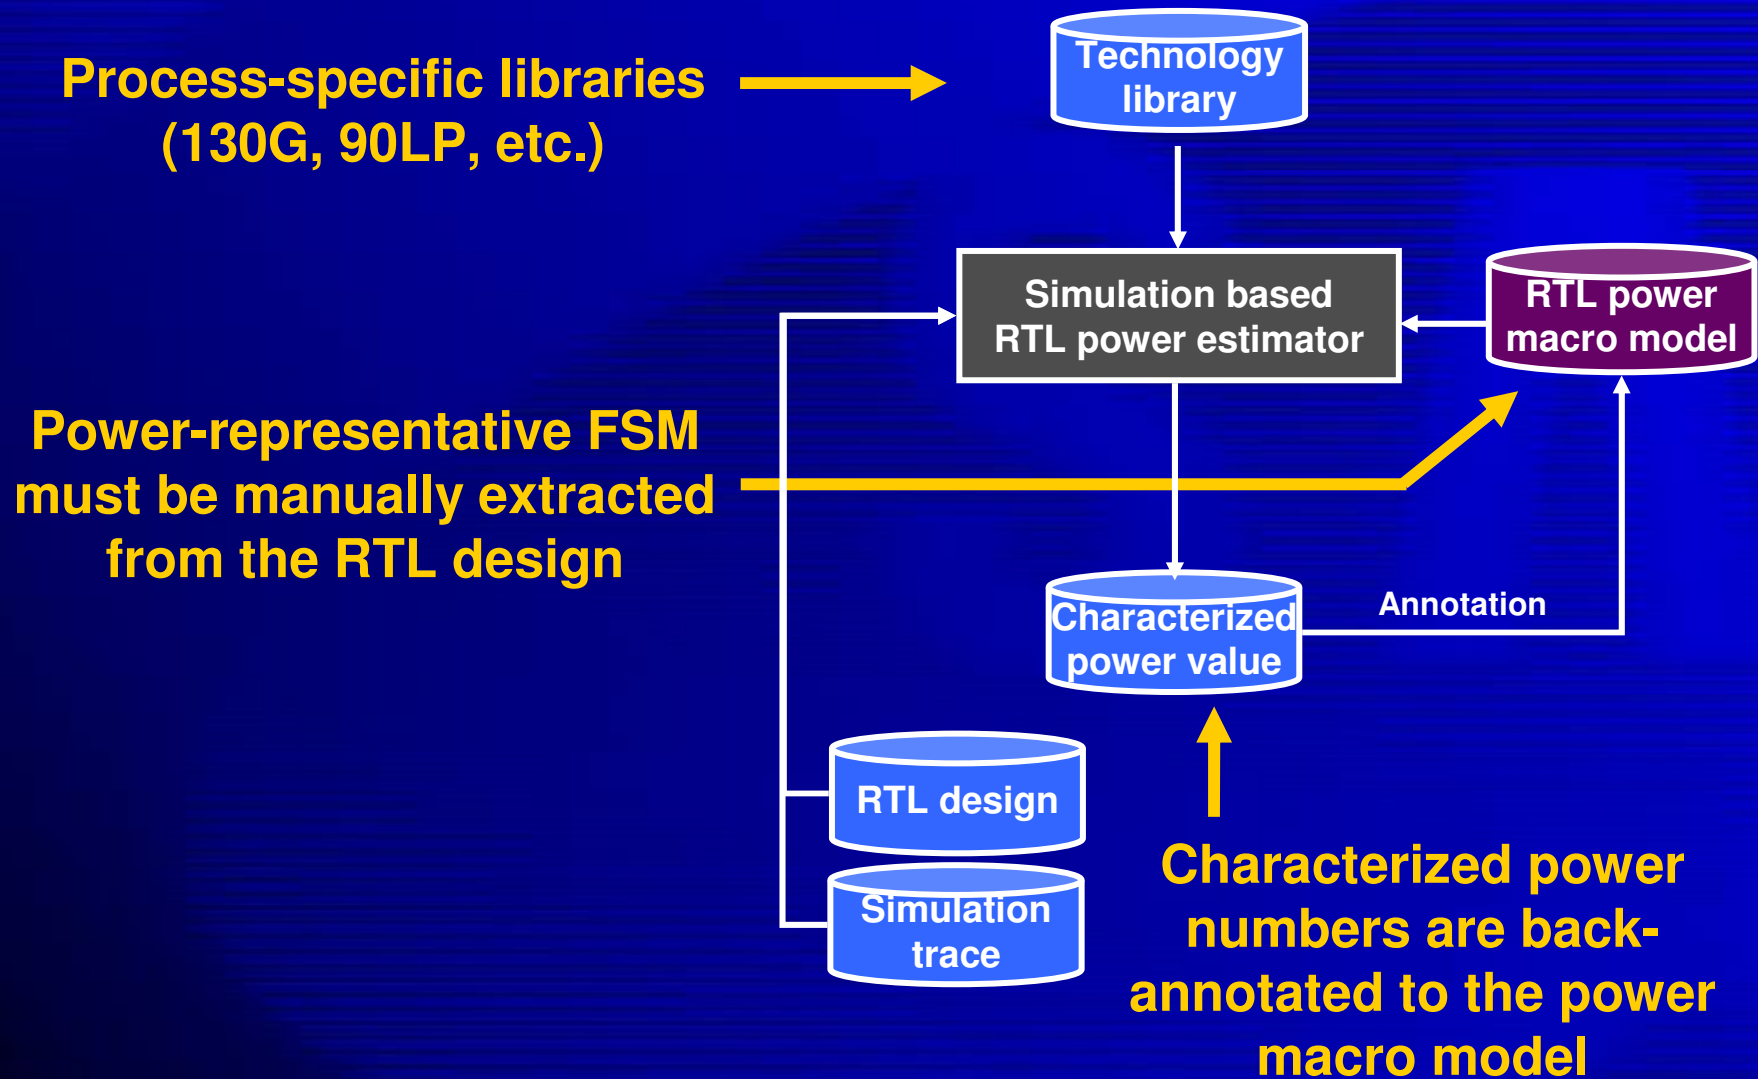 Process-specific libraries
(130G, 90LP, etc.)
Technology
library
Simulation based
RTL power estimator
RTL power
macro model
Power-representative FSM
must be manually extracted
from the RTL design
Characterized
power value
Annotation
RTL design
Simulation
trace
Characterized power
numbers are back-
annotated to the power
macro model